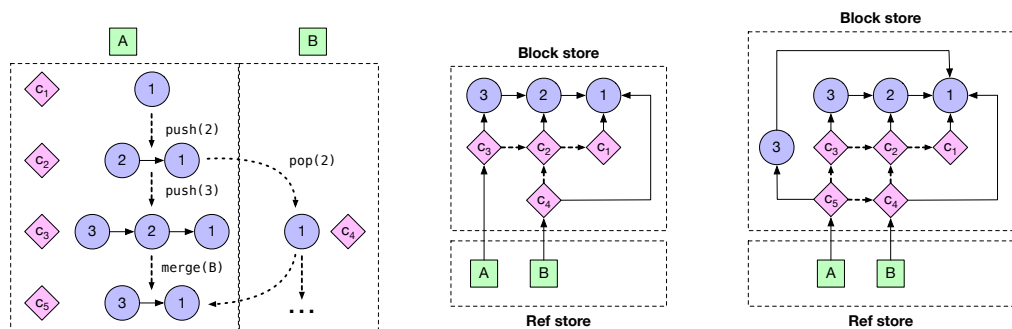 A B
c1 1
push(2)
c2 2 1 pop(2)
push(3)
c3 3 2 1 1 c4
merge(B)
c5 3 1 ...
Block store
3 2 1
c3 c2 c1
c4
A B
Ref store
Block store
3 2 1
3 c3 c2 c1
c5 c4
A B
Ref store